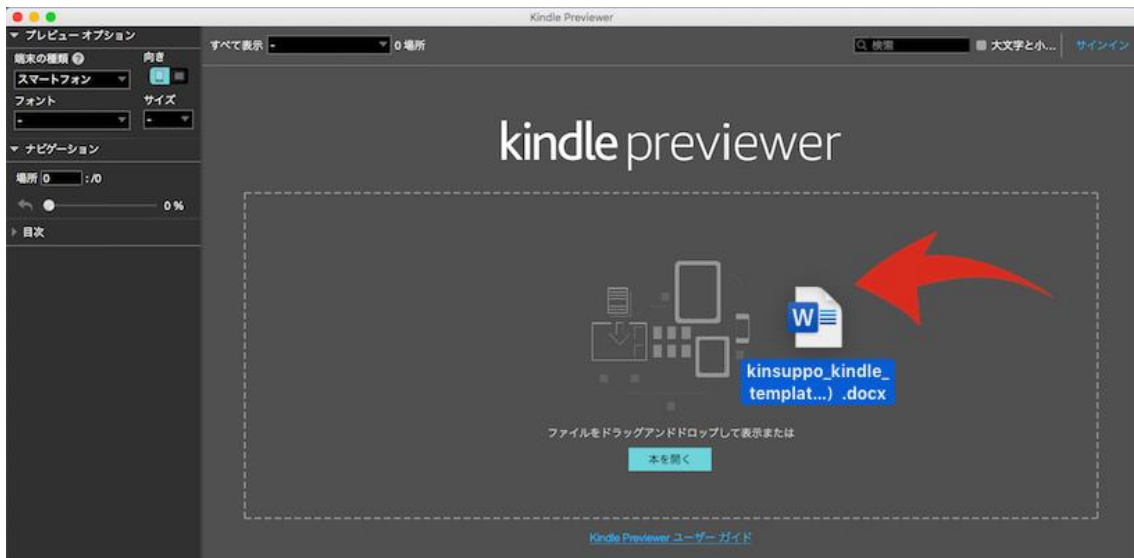 Kindle Previewer
プレビュー オプション
端末の種類 ?
向き
スマートフォン
フォント
サイズ
-
-
ナビゲーション
場所 0 : /0
0 %
目次
すべて表示 - 0 場所
検索
大文字と小...
サインイン
kindle previewer
W
kinsuppo_kindle_
templat...) .docx
ファイルをドラッグアンドドロップして表示または
本を開く
Kindle Previewer ユーザー ガイド